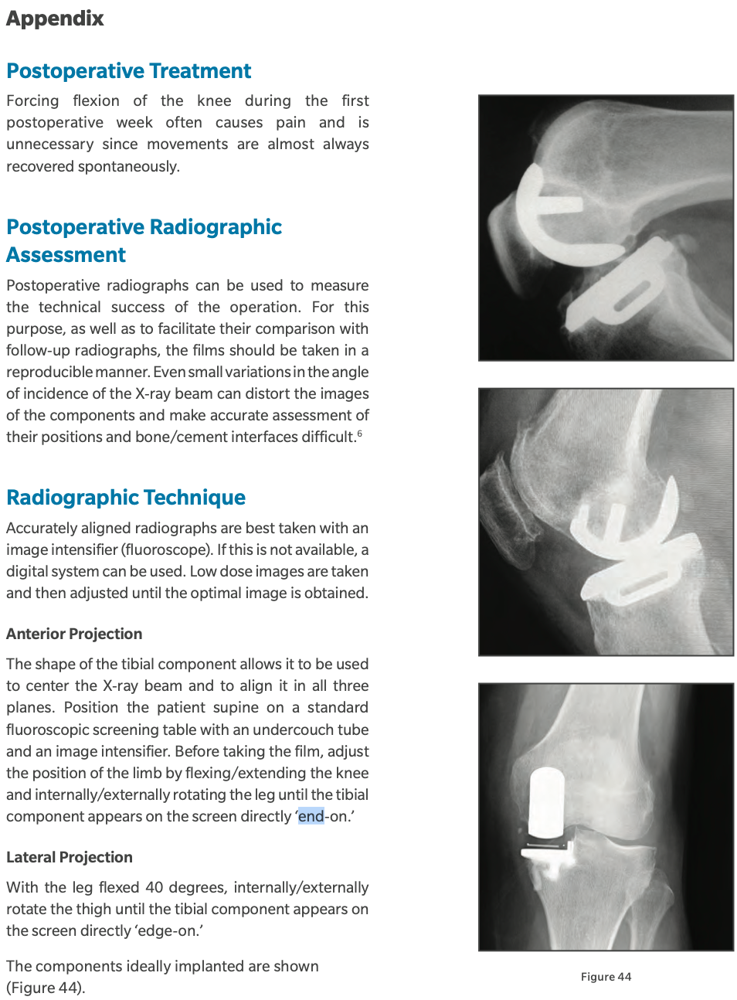 Appendix
Postoperative Treatment
Forcing flexion of the knee during the first
postoperative week often causes pain and is
unnecessary since movements are almost always
recovered spontaneously.
Postoperative Radiographic
Assessment
Postoperative radiographs can be used to measure
the technical success of the operation. For this
purpose, as well as to facilitate their comparison with
follow-up radiographs, the films should be taken in a
reproducible manner. Even small variations in the angle
of incidence of the X-ray beam can distort the images
of the components and make accurate assessment of
their positions and bone/cement interfaces difficult.⁶
Radiographic Technique
Accurately aligned radiographs are best taken with an
image intensifier (fluoroscope). If this is not available, a
digital system can be used. Low dose images are taken
and then adjusted until the optimal image is obtained.
Anterior Projection
The shape of the tibial component allows it to be used
to center the X-ray beam and to align it in all three
planes. Position the patient supine on a standard
fluoroscopic screening table with an undercouch tube
and an image intensifier. Before taking the film, adjust
the position of the limb by flexing/extending the knee
and internally/externally rotating the leg until the tibial
component appears on the screen directly ‘end-on.’
Lateral Projection
With the leg flexed 40 degrees, internally/externally
rotate the thigh until the tibial component appears on
the screen directly ‘edge-on.’
The components ideally implanted are shown
(Figure 44).
Figure 44